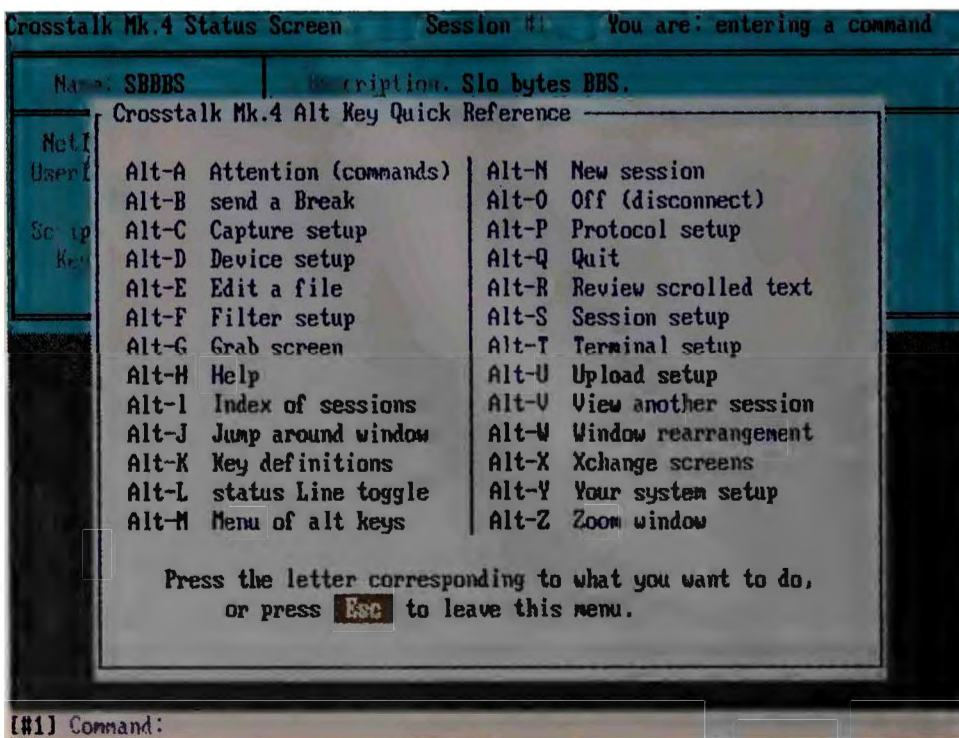 Crosstalk Mk.4 Status Screen Session #1 You are: entering a command
Name: SBBBS Slo bytes BBS.
Crosstalk Mk.4 Alt Key Quick Reference
Alt-A Attention (commands)
Alt-B send a Break
Alt-C Capture setup
Alt-D Device setup
Alt-E Edit a file
Alt-F Filter setup
Alt-G Grab screen
Alt-H Help
Alt-I Index of sessions
Alt-J Jump around window
Alt-K Key definitions
Alt-L status Line toggle
Alt-M Menu of alt keys
Alt-N New session
Alt-O Off (disconnect)
Alt-P Protocol setup
Alt-Q Quit
Alt-R Review scrolled text
Alt-S Session setup
Alt-T Terminal setup
Alt-U Upload setup
Alt-V View another session
Alt-W Window rearrangement
Alt-X Xchange screens
Alt-Y Your system setup
Alt-Z Zoom window
Press the letter corresponding to what you want to do,
or press Esc to leave this menu.
[#1] Command: